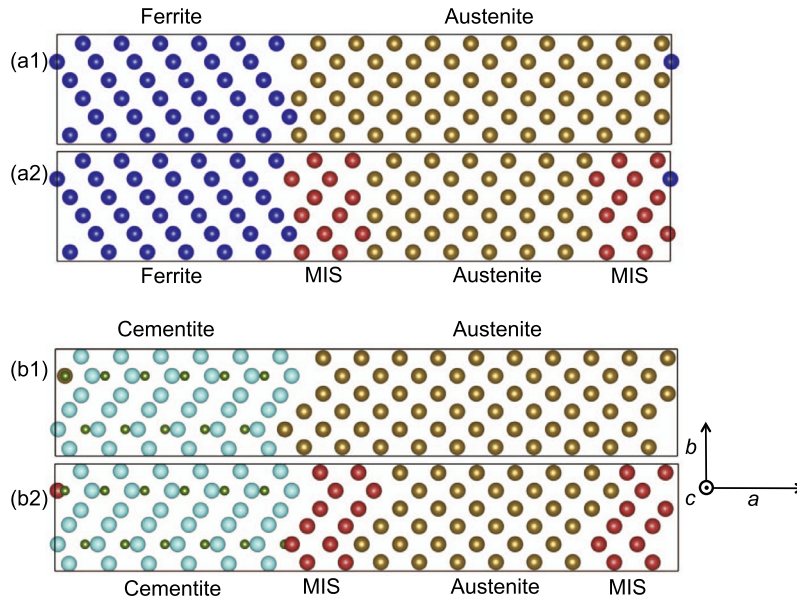 Ferrite Austenite
(a1)
(a2)
Ferrite MIS Austenite MIS
Cementite Austenite
(b1)
(b2)
b
c a
Cementite MIS Austenite MIS